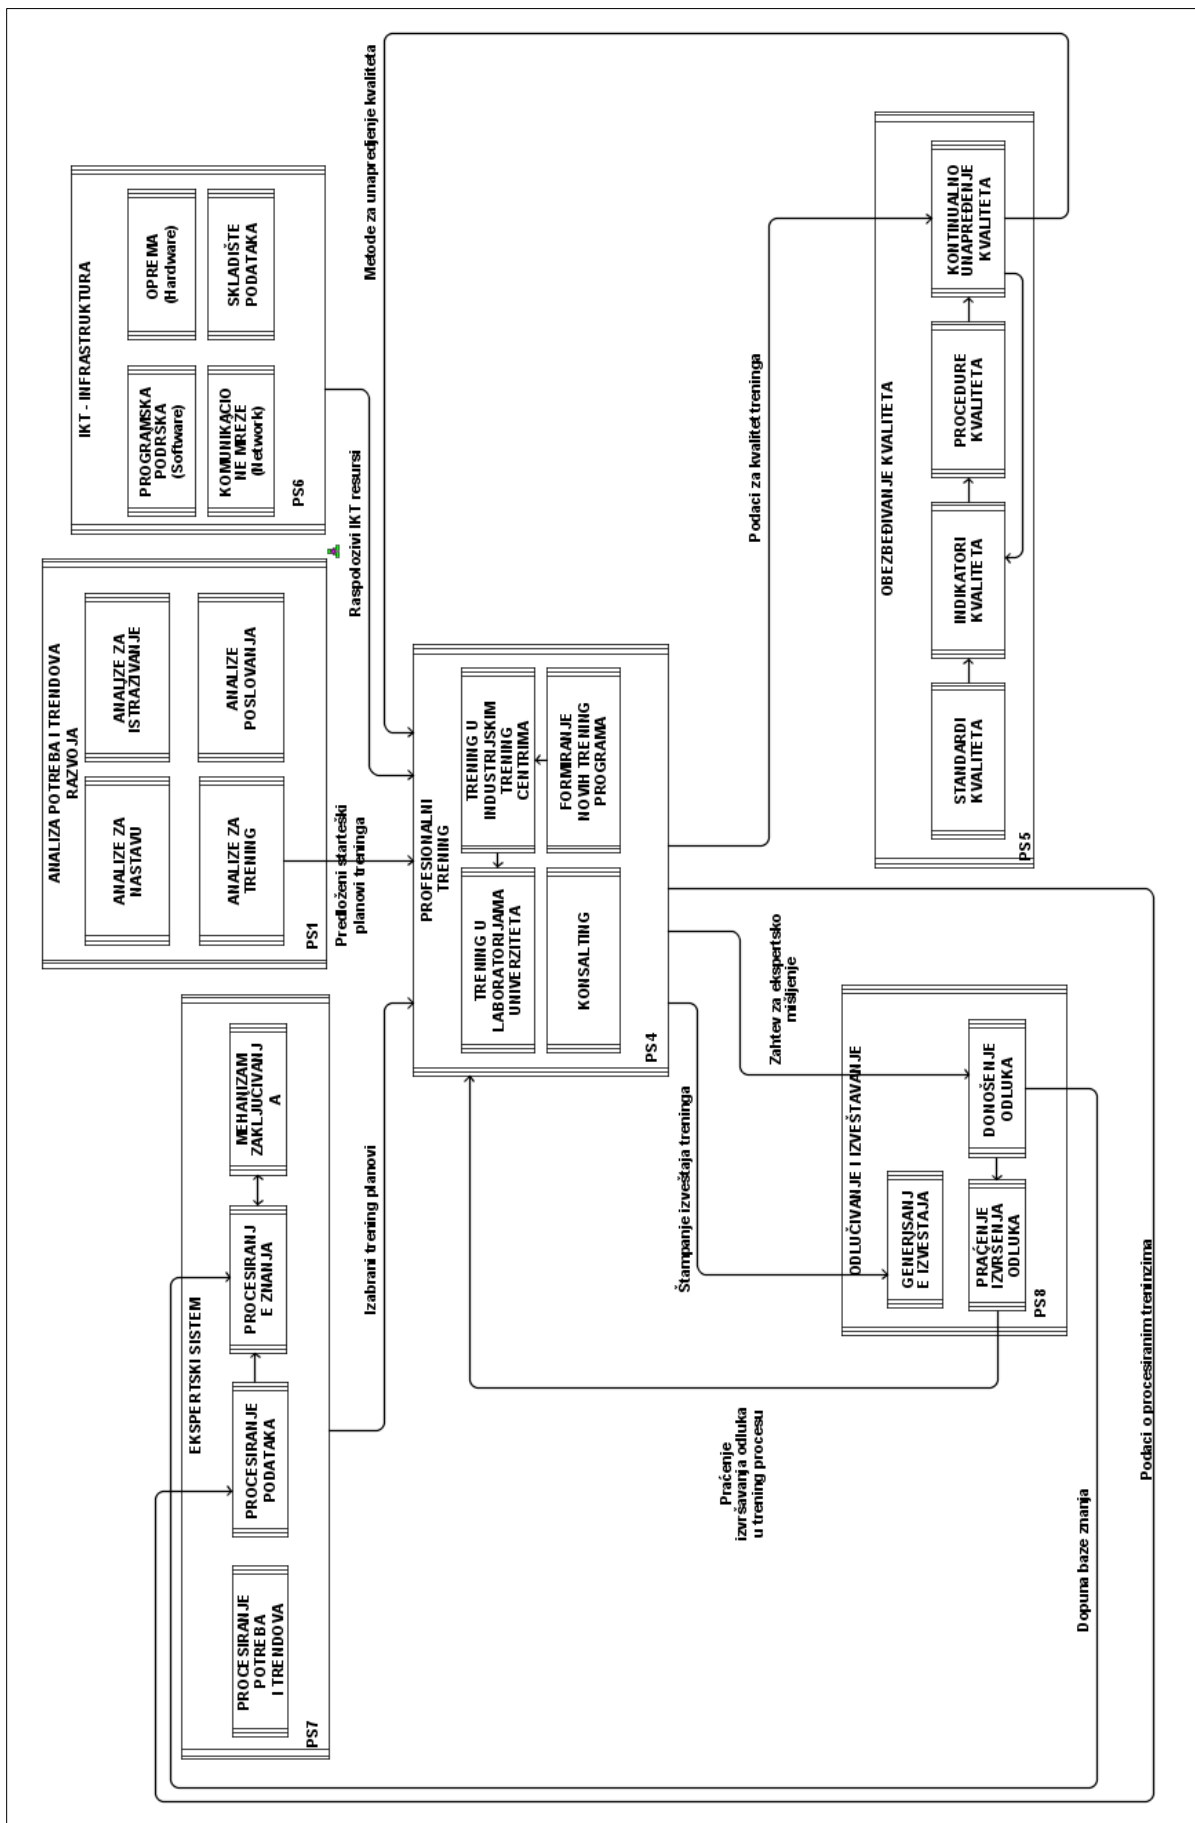 EKSPERTSKI SISTEM
PROCESIRANJE
POTREBA
I TRENDOVA
PROCESIRANJE
PODATAKA
PROCESIRANJ
E ZNANJA
MEHANIZAM
ZAKLJUČIVANJ
A
PS7
ANALIZA POTREBA I TRENDOVA
RAZVOJA
ANALIZE ZA
NASTAVU
ANALIZE ZA
ISTRAŽIVANJE
ANALIZE ZA
TRENING
ANALIZE
POSLOVANJA
PS1
IKT - INFRASTRUKTURA
PROGRAMSKA
PODRSKA
(Software)
OPREMA
(Hardware)
KOMUNIKACIO
NE MREŽE
(Network)
SKLADIŠTE
PODATAKA
PS6
Izabrani trening planovi
Predloženi starteški
planovi treninga
Raspolozivi IKT resursi
Metode za unapredjenje kvaliteta
PROFESIONALNI
TRENING
TRENING U
LABORATORIJAMA
UNIVERZITETA
TRENING U
INDUSTRIJSKIM
TRENING
CENTRIMA
KONSALTING
FORMIRANJE
NOVIH TRENING
PROGRAMA
PS4
Praćenje
izvršavanja odluka
u trening procesu
Štampanje izveštaja treninga
Zahtev za ekspertsko
mišljenje
Podaci za kvalitet treninga
ODLUČIVANJE I IZVEŠTAVANJE
GENERISANJ
E IZVEŠTAJA
PRAĆENJE
IZVRŠENJA
ODLUKA
DONOŠENJE
ODLUKA
PS8
OBEZBEĐIVANJE KVALITETA
STANDARDI
KVALITETA
INDIKATORI
KVALITETA
PROCEDURE
KVALITETA
KONTINUALNO
UNAPREĐENJE
KVALITETA
PS5
Dopuna baze znanja
Podaci o procesiranim treninzima